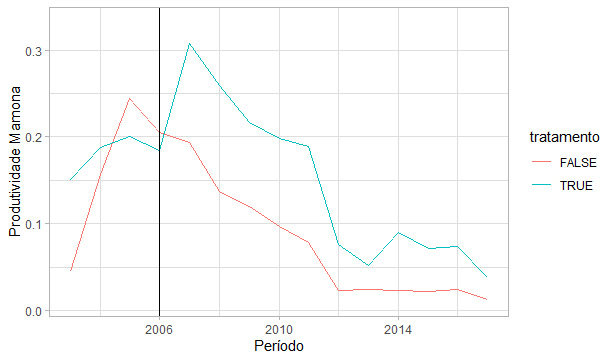 0.3
0.2
0.1
0.0
Produtividade Mamona
2006
2010
2014
Período
tratamento
FALSE
TRUE